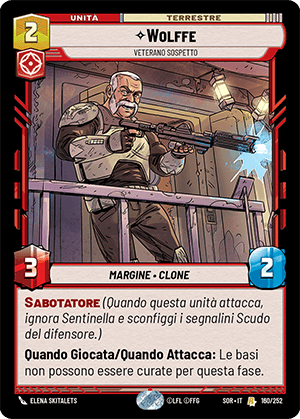 UNITÀ
TERRESTRE
2
Wolffe
VETERANO SOSPETTO
3
2
MARGINE • CLONE
SABOTATORE (Quando questa unità attacca,
ignora Sentinella e sconfiggi i segnalini Scudo
del difensore.)
Quando Giocata/Quando Attacca: Le basi
non possono essere curate per questa fase.
ELENA SKITALETS
©LFL ©FFG
SOR • IT
160/252